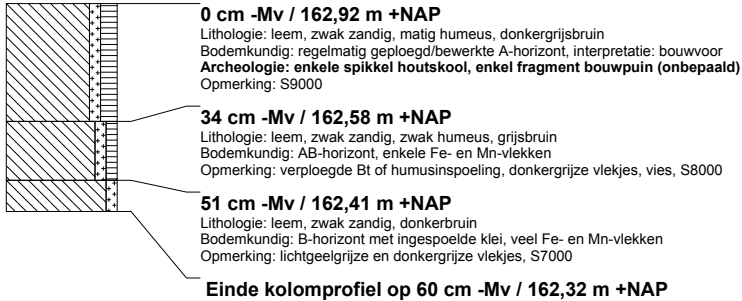 0 cm -Mv / 162,92 m +NAP
Lithologie: leem, zwak zandig, matig humeus, donkergrijsbruin
Bodemkundig: regelmatig geploegd/bewerkte A-horizont, interpretatie: bouwvoor
Archeologie: enkele spikkel houtskool, enkel fragment bouwpuin (onbepaald)
Opmerking: S9000
34 cm -Mv / 162,58 m +NAP
Lithologie: leem, zwak zandig, zwak humeus, grijsbruin
Bodemkundig: AB-horizont, enkele Fe- en Mn-vlekken
Opmerking: verploegde Bt of humusinspoeling, donkergrijze vlekjes, vies, S8000
51 cm -Mv / 162,41 m +NAP
Lithologie: leem, zwak zandig, donkerbruin
Bodemkundig: B-horizont met ingespoelde klei, veel Fe- en Mn-vlekken
Opmerking: lichtgeelgrijze en donkergrijze vlekjes, S7000
Einde kolomprofiel op 60 cm -Mv / 162,32 m +NAP